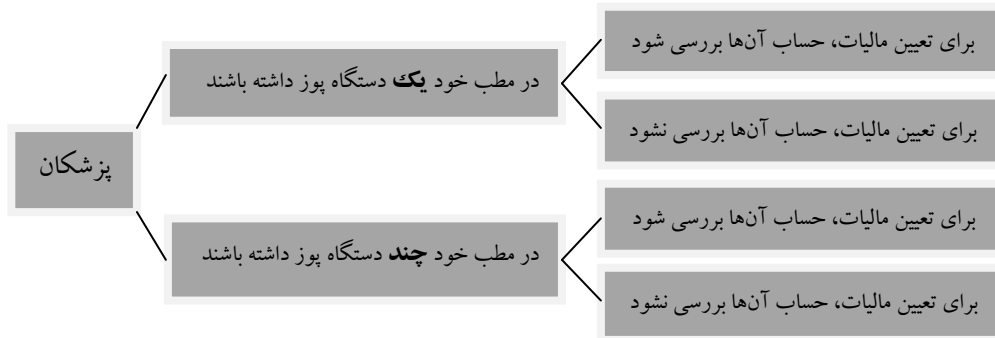 پزشکان
در مطب خود یک دستگاه پوز داشته باشند
برای تعیین مالیات، حساب آن‌ها بررسی شود
برای تعیین مالیات، حساب آن‌ها بررسی نشود
در مطب خود چند دستگاه پوز داشته باشند
برای تعیین مالیات، حساب آن‌ها بررسی شود
برای تعیین مالیات، حساب آن‌ها بررسی نشود